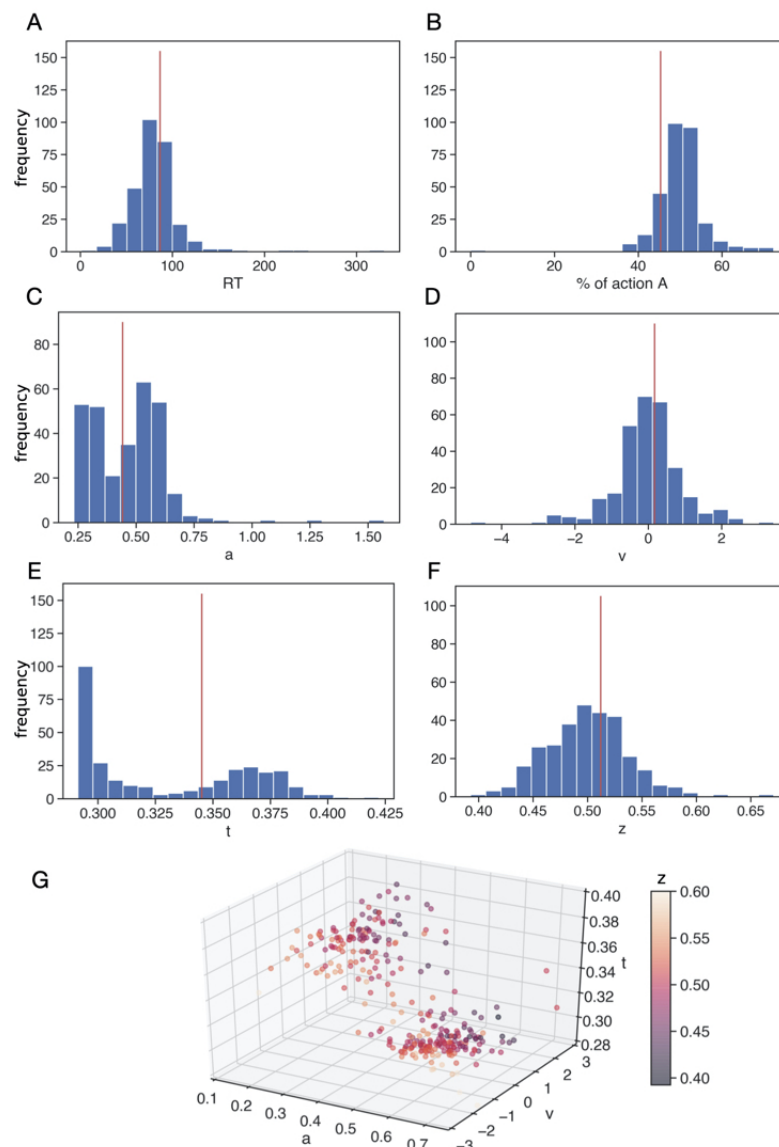 A B
150 150
125 125
100 100
75 75
50 50
25 25
0 0
frequency
0 100 200 300
0 20 40 60
RT % of action A
C D
80 100
60 80
40 60
20 40
0 20
0
frequency
0.25 0.50 0.75 1.00 1.25 1.50
−4 −2 0 2
a v
E F
150 100
125 80
100 60
75 40
50 20
25 0
0
frequency
0.300 0.325 0.350 0.375 0.400 0.425
0.40 0.45 0.50 0.55 0.60 0.65
t z
G
z
0.40
0.38
0.36
0.34
0.32
0.30
0.28
t
0.60
0.55
0.50
0.45
0.40
0.1 0.2 0.3 0.4 0.5 0.6 0.7
a
−3 −2 −1 0 1 2 3
v